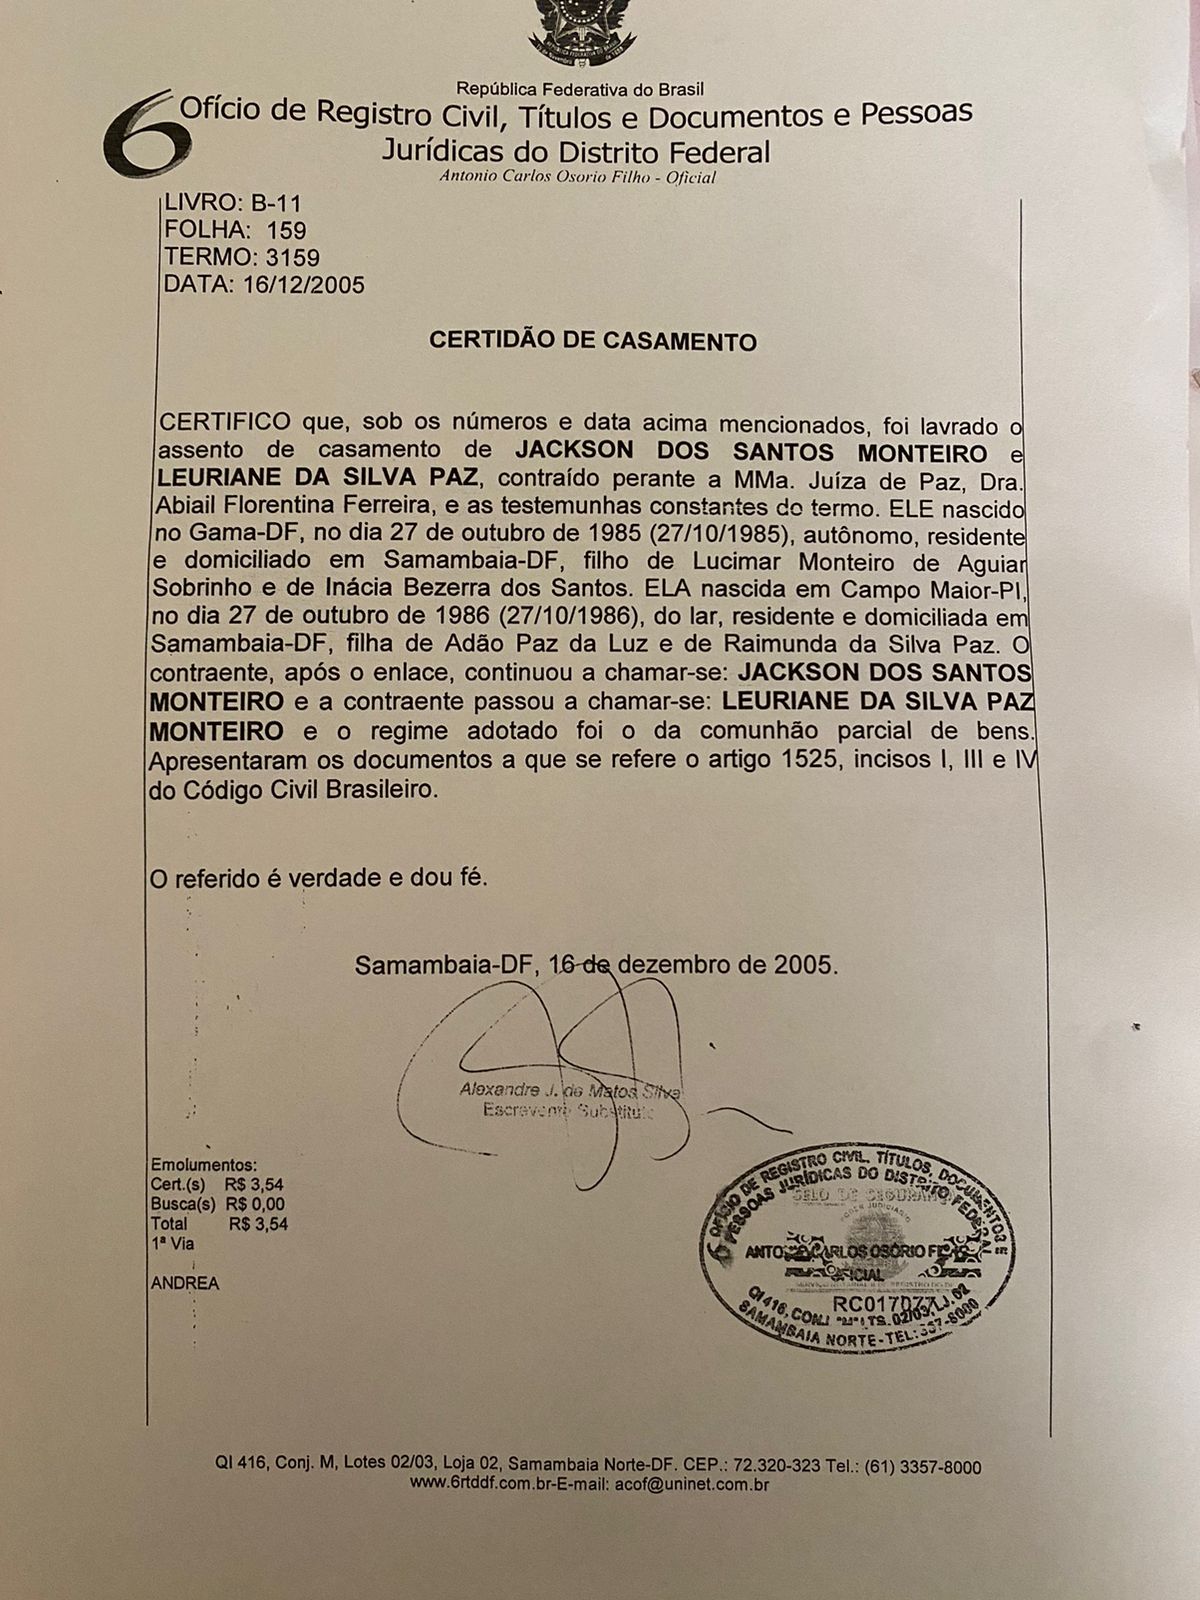 República Federativa do Brasil
6 Ofício de Registro Civil, Títulos e Documentos e Pessoas
Jurídicas do Distrito Federal
Antonio Carlos Osorio Filho - Oficial
LIVRO: B-11
FOLHA: 159
TERMO: 3159
DATA: 16/12/2005
CERTIDÃO DE CASAMENTO
CERTIFICO que, sob os números e data acima mencionados, foi lavrado o
assento de casamento de JACKSON DOS SANTOS MONTEIRO e
LEURIANE DA SILVA PAZ, contraído perante a MMa. Juíza de Paz, Dra.
Abiail Florentina Ferreira, e as testemunhas constantes do termo. ELE nascido
no Gama-DF, no dia 27 de outubro de 1985 (27/10/1985), autônomo, residente
e domiciliado em Samambaia-DF, filho de Lucimar Monteiro de Aguiar
Sobrinho e de Inácia Bezerra dos Santos. ELA nascida em Campo Maior-PI,
no dia 27 de outubro de 1986 (27/10/1986), do lar, residente e domiciliada em
Samambaia-DF, filha de Adão Paz da Luz e de Raimunda da Silva Paz. O
contraente, após o enlace, continuou a chamar-se: JACKSON DOS SANTOS
MONTEIRO e a contraente passou a chamar-se: LEURIANE DA SILVA PAZ
MONTEIRO e o regime adotado foi o da comunhão parcial de bens.
Apresentaram os documentos a que se refere o artigo 1525, incisos I, III e IV
do Código Civil Brasileiro.
O referido é verdade e dou fé.
Samambaia-DF, 16 de dezembro de 2005.
Alexandre J. de Matos Silva
Escrevente Substituto
Emolumentos:
Cert.(s) R$ 3,54
Busca(s) R$ 0,00
Total R$ 3,54
1ª Via
ANDREA
6 OFÍCIO DE REGISTRO CIVIL, TÍTULOS, DOCUMENTOS E
PESSOAS JURÍDICAS DO DISTRITO FEDERAL
SELO DE SEGURANÇA
PODER JUDICIÁRIO
ANTONIO CARLOS OSÓRIO FILHO
OFICIAL
RC017077
QI 416, CONJ. "M" LTS. 02/03, LJ. 02
SAMAMBAIA NORTE-TEL.: 357-8000
QI 416, Conj. M, Lotes 02/03, Loja 02, Samambaia Norte-DF. CEP.: 72.320-323 Tel.: (61) 3357-8000
www.6rtddf.com.br-E-mail: acof@uninet.com.br